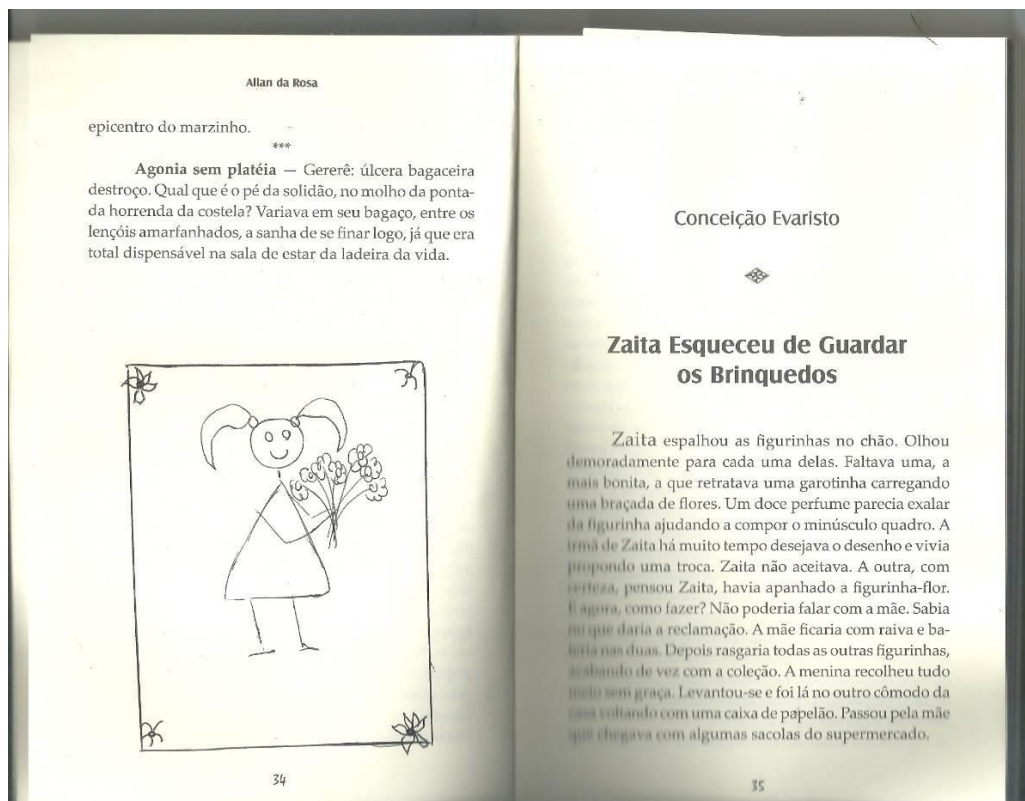 Allan da Rosa
epicentro do marzinho.
***
Agonia sem platéia — Gererê: úlcera bagaceira
destroço. Qual que é o pé da solidão, no molho da ponta-
da horrenda da costela? Variava em seu bagaço, entre os
lençóis amarfanhados, a sanha de se finar logo, já que era
total dispensável na sala de estar da ladeira da vida.
34
Conceição Evaristo
Zaita Esqueceu de Guardar
os Brinquedos
Zaita espalhou as figurinhas no chão. Olhou
demoradamente para cada uma delas. Faltava uma, a
mais bonita, a que retratava uma garotinha carregando
uma braçada de flores. Um doce perfume parecia exalar
da figurinha ajudando a compor o minúsculo quadro. A
irmã de Zaita há muito tempo desejava o desenho e vivia
propondo uma troca. Zaita não aceitava. A outra, com
certeza, pensou Zaita, havia apanhado a figurinha-flor.
E agora, como fazer? Não poderia falar com a mãe. Sabia
no que daria a reclamação. A mãe ficaria com raiva e ba-
teria nas duas. Depois rasgaria todas as outras figurinhas,
acabando de vez com a coleção. A menina recolheu tudo
meio sem graça. Levantou-se e foi lá no outro cômodo da
casa voltando com uma caixa de papelão. Passou pela mãe
que chegava com algumas sacolas do supermercado.
35